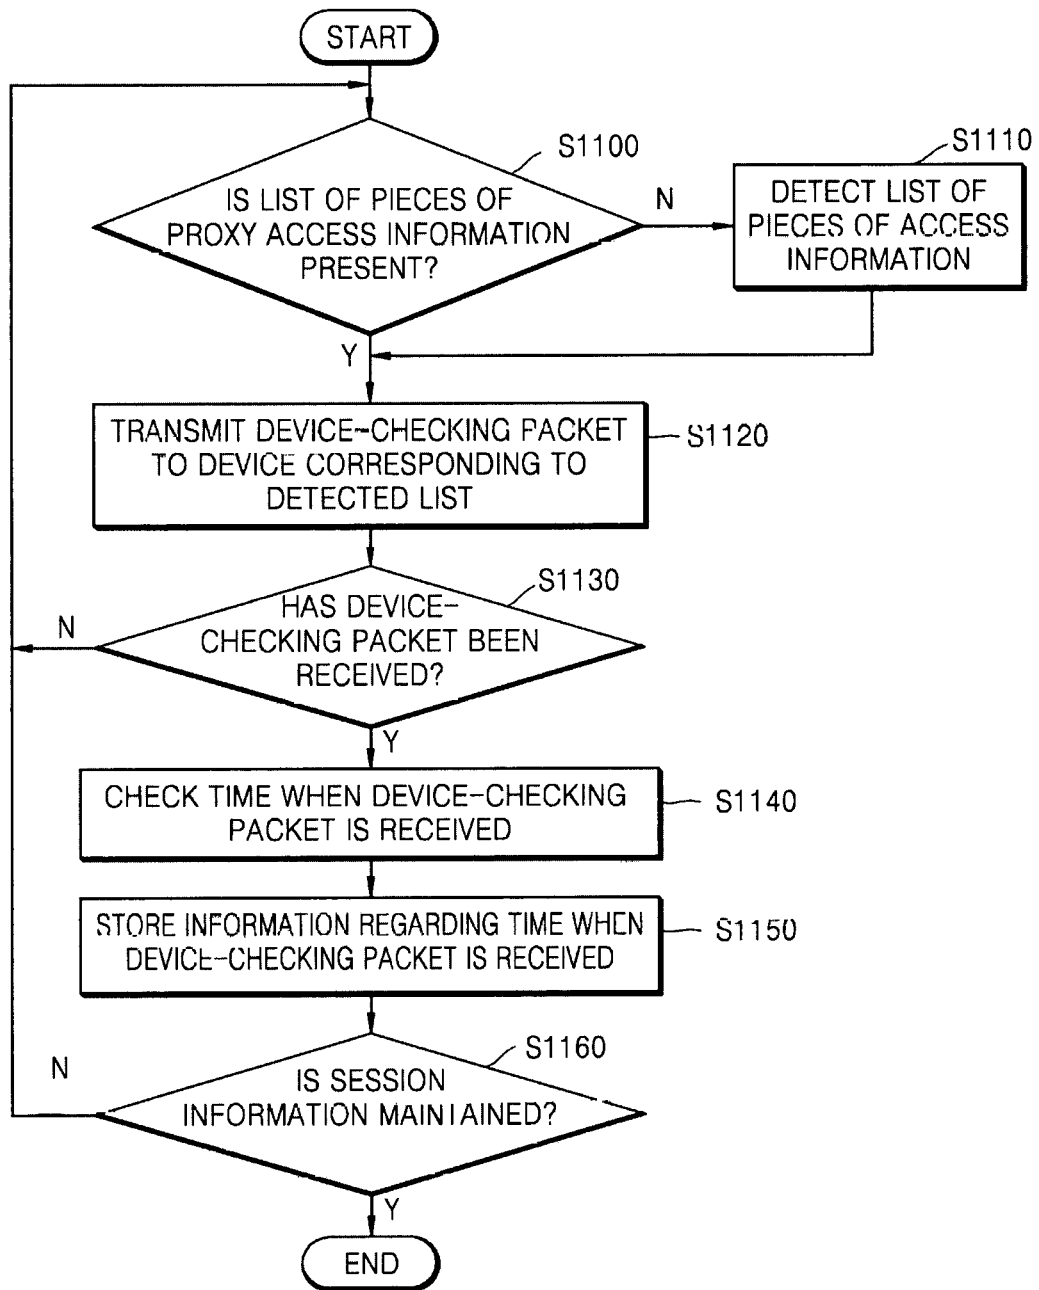 START
S1100
IS LIST OF PIECES OF
PROXY ACCESS INFORMATION
PRESENT?
N
S1110
DETECT LIST OF
PIECES OF ACCESS
INFORMATION
Y
TRANSMIT DEVICE-CHECKING PACKET
TO DEVICE CORRESPONDING TO
DETECTED LIST
S1120
S1130
HAS DEVICE-
CHECKING PACKET BEEN
RECEIVED?
N
Y
CHECK TIME WHEN DEVICE-CHECKING
PACKET IS RECEIVED
S1140
STORE INFORMATION REGARDING TIME WHEN
DEVICE-CHECKING PACKET IS RECEIVED
S1150
S1160
IS SESSION
INFORMATION MAINTAINED?
N
Y
END